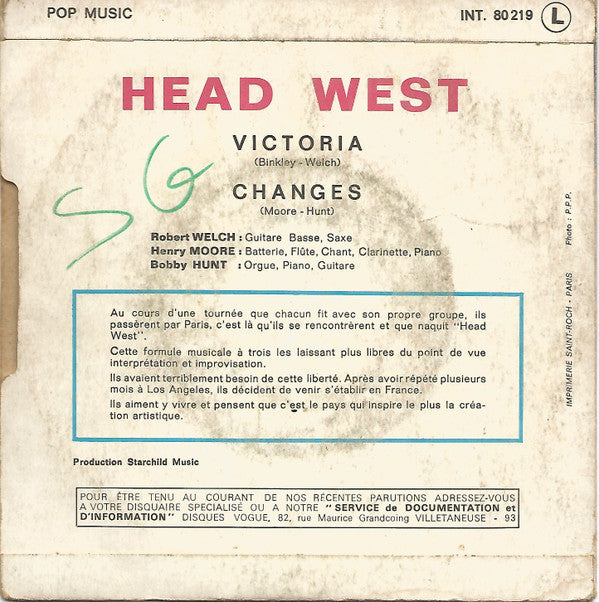 POP MUSIC
INT. 80219 L
HEAD WEST
VICTORIA
(Binkley - Welch)
CHANGES
(Moore - Hunt)
SG
Robert WELCH : Guitare Basse, Saxe
Henry MOORE : Batterie, Flûte, Chant, Clarinette, Piano
Bobby HUNT : Orgue, Piano, Guitare
Au cours d'une tournée que chacun fit avec son propre groupe, ils
passèrent par Paris, c'est là qu'ils se rencontrèrent et que naquit "Head
West".
Cette formule musicale à trois les laissant plus libres du point de vue
interprétation et improvisation.
Ils avaient terriblement besoin de cette liberté. Après avoir répété plusieurs
mois à Los Angeles, ils décident de venir s'établir en France.
Ils aiment y vivre et pensent que c'est le pays qui inspire le plus la créa-
tion artistique.
Production Starchild Music
POUR ÊTRE TENU AU COURANT DE NOS RÉCENTES PARUTIONS ADRESSEZ-VOUS
A VOTRE DISQUAIRE SPECIALISÉ OU A NOTRE "SERVICE de DOCUMENTATION et
D'INFORMATION" DISQUES VOGUE, 82, rue Maurice Grandcoing VILLETANEUSE - 93
IMPRIMERIE SAINT-ROCH - PARIS Photo : P.P.P.